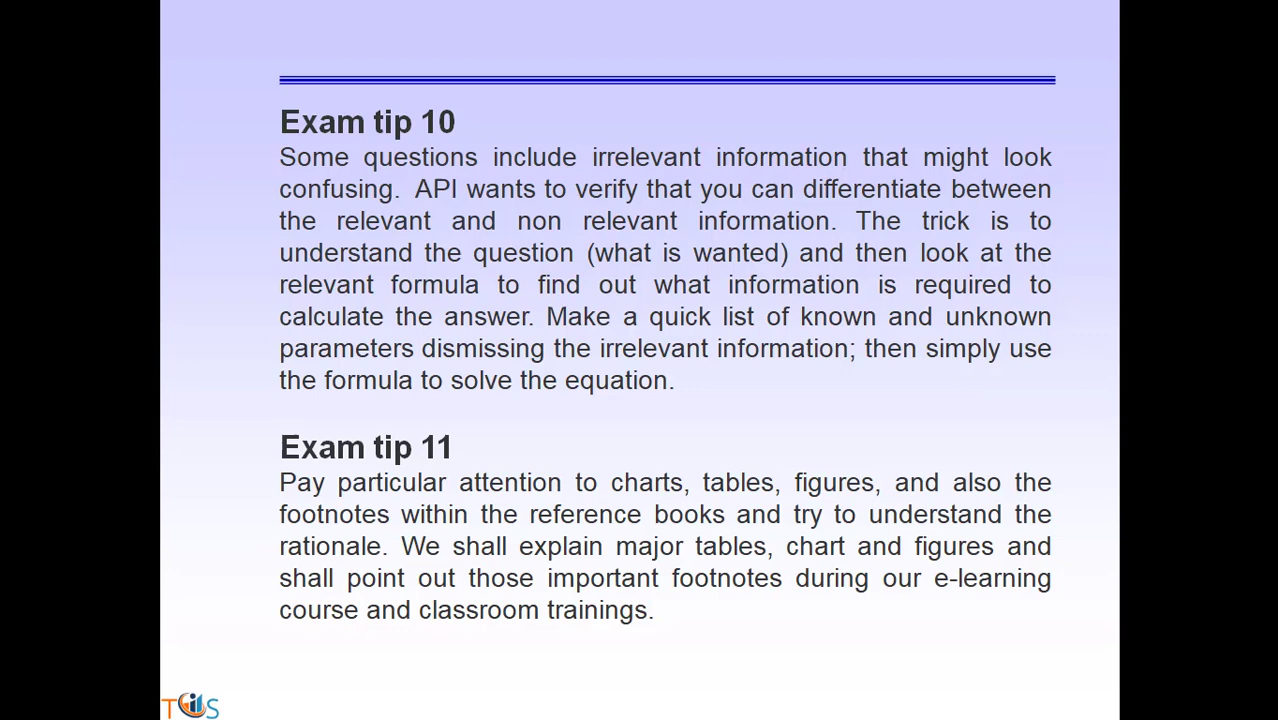 Exam tip 10
Some questions include irrelevant information that might look
confusing. API wants to verify that you can differentiate between
the relevant and non relevant information. The trick is to
understand the question (what is wanted) and then look at the
relevant formula to find out what information is required to
calculate the answer. Make a quick list of known and unknown
parameters dismissing the irrelevant information; then simply use
the formula to solve the equation.
Exam tip 11
Pay particular attention to charts, tables, figures, and also the
footnotes within the reference books and try to understand the
rationale. We shall explain major tables, chart and figures and
shall point out those important footnotes during our e-learning
course and classroom trainings.